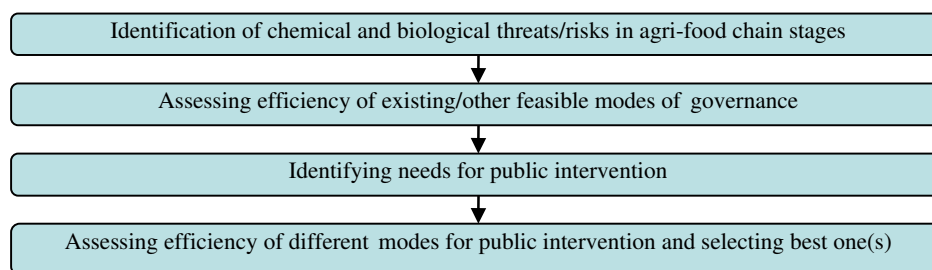 Identification of chemical and biological threats/risks in agri-food chain stages
Assessing efficiency of existing/other feasible modes of governance
Identifying needs for public intervention
Assessing efficiency of different modes for public intervention and selecting best one(s)